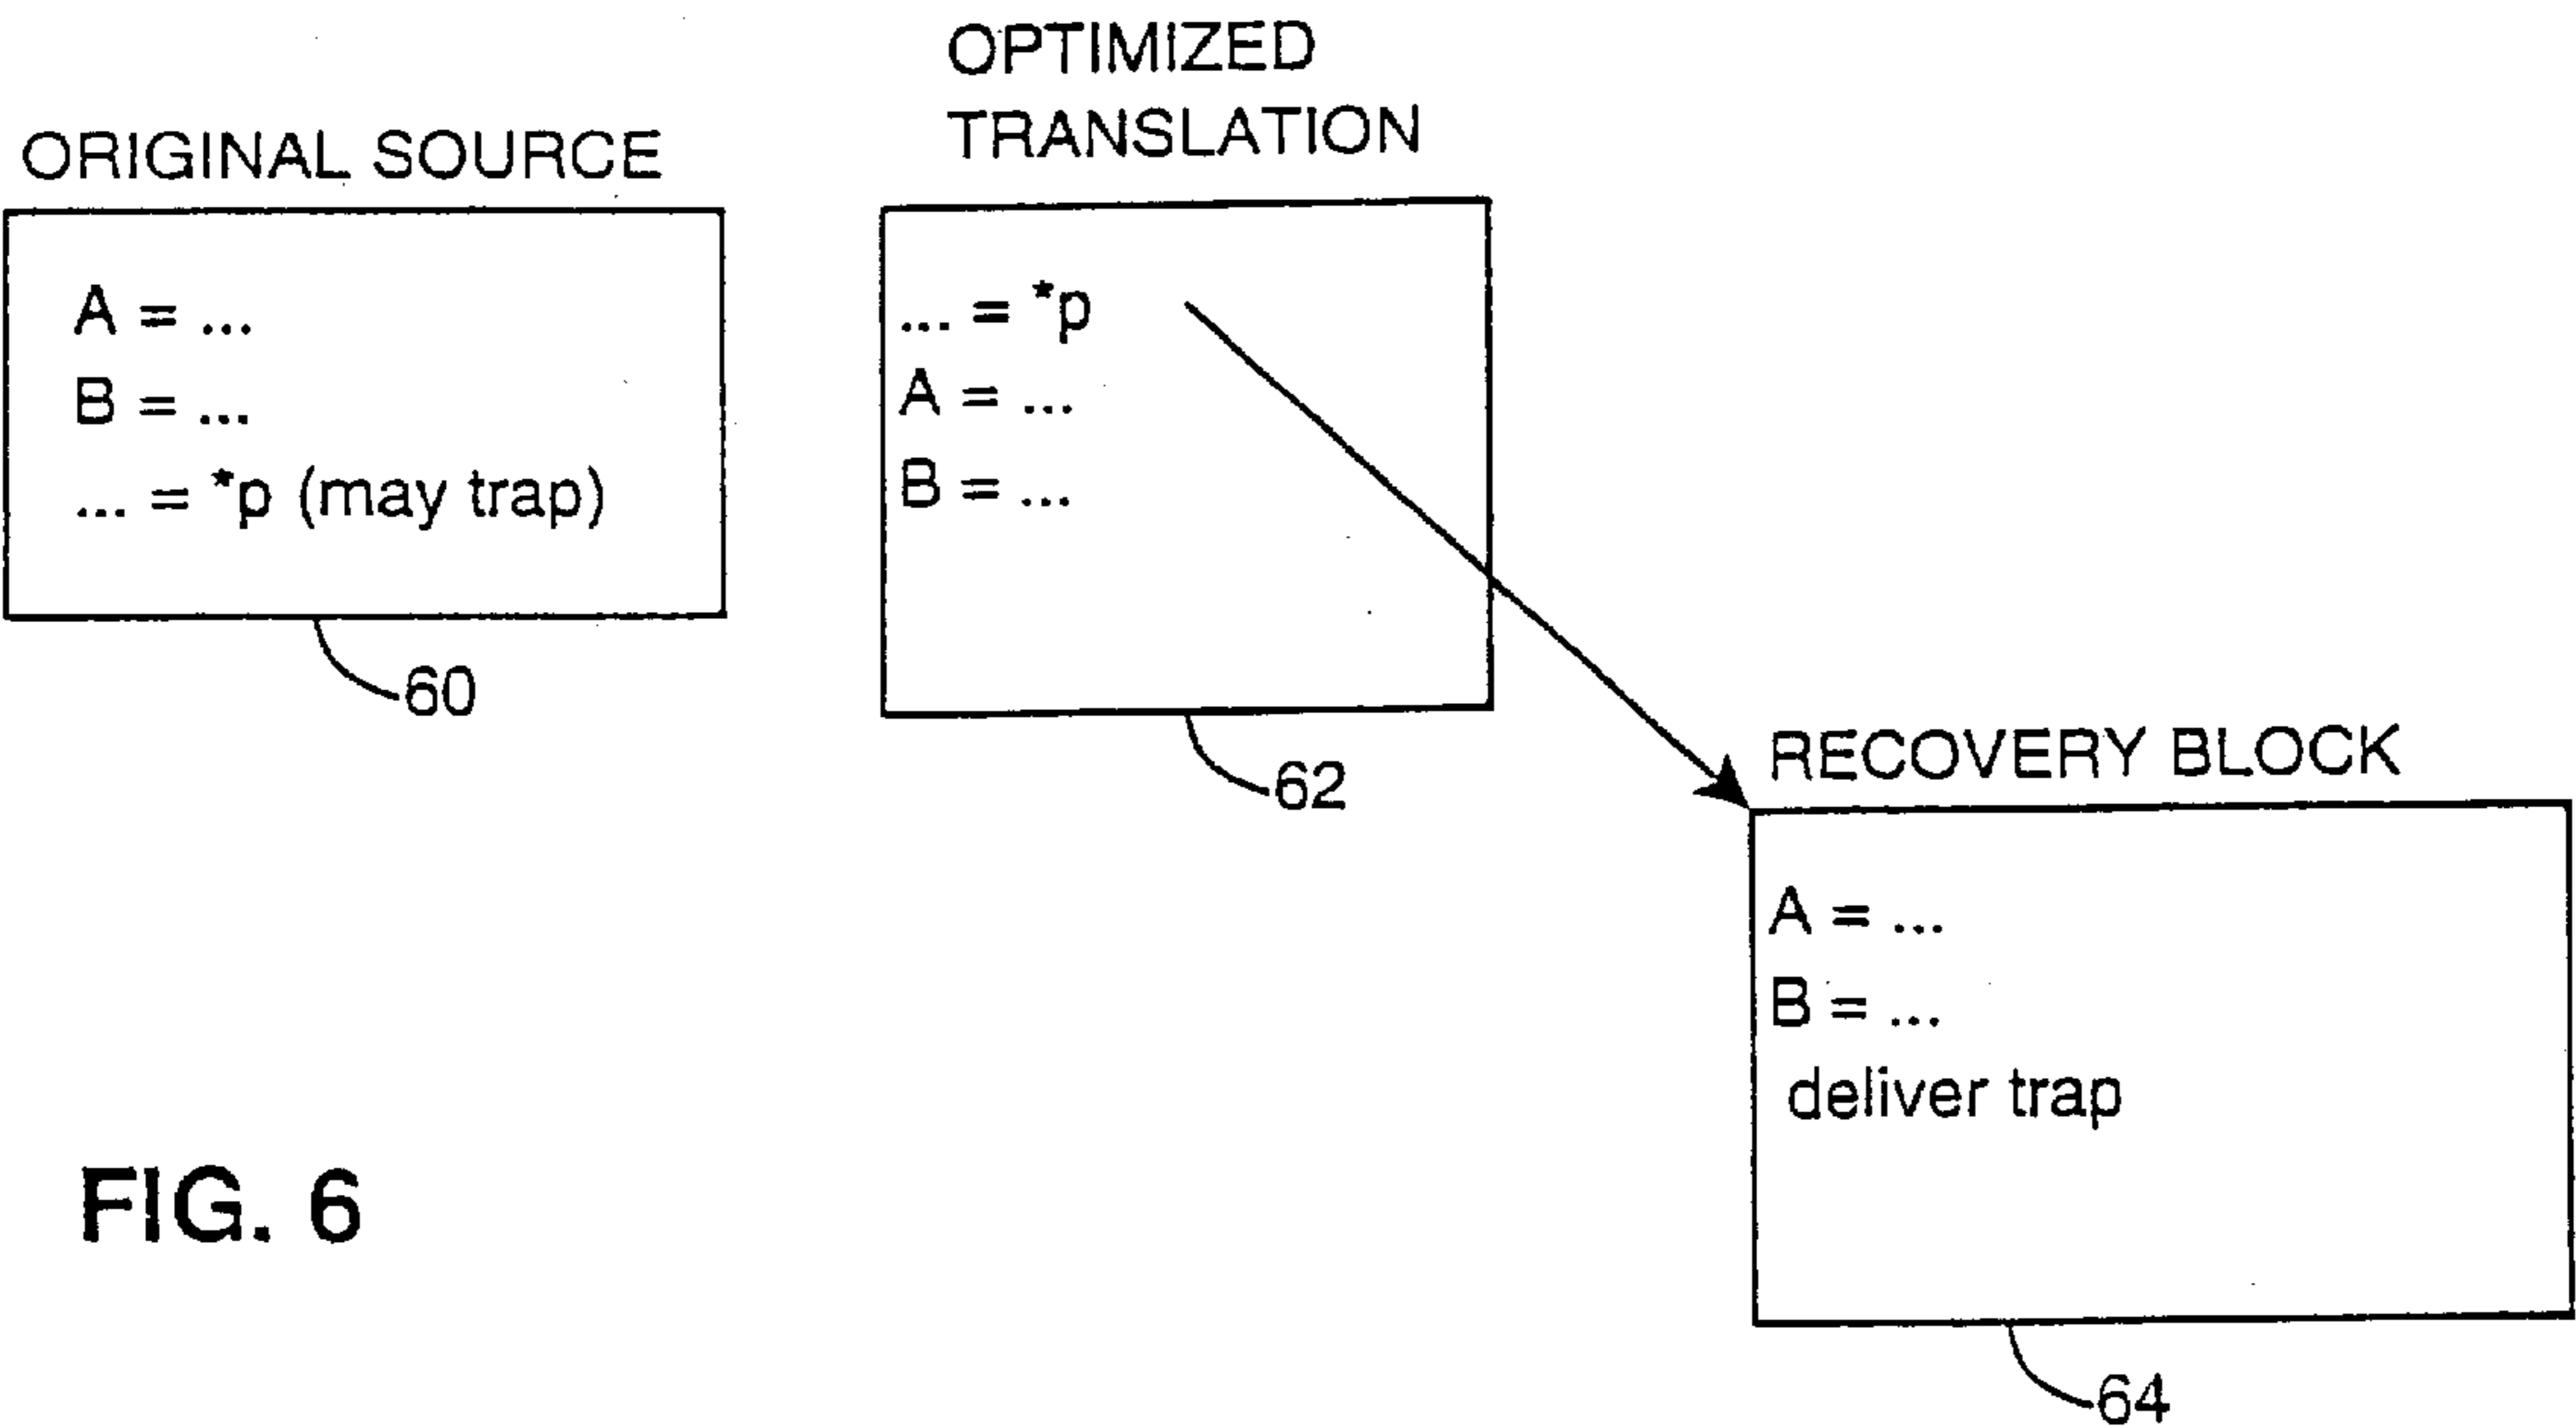 ORIGINAL SOURCE
A = ...
B = ...
... = *p (may trap)
60
OPTIMIZED
TRANSLATION
... = *p
A = ...
B = ...
62
RECOVERY BLOCK
A = ...
B = ...
deliver trap
64
FIG. 6